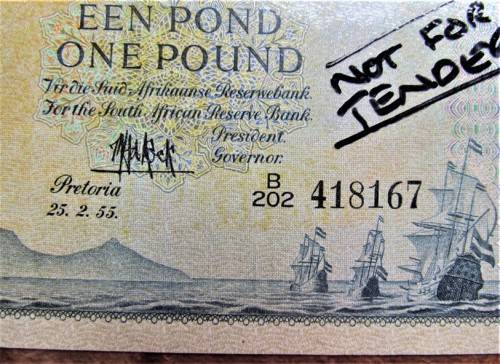 EEN POND
ONE POUND
NOT FOR
TENDER
Vir die Suid-Afrikaanse Reserwebank.
For the South African Reserve Bank.
President.
Governor.
Pretoria
25. 2. 55.
B
202 418167